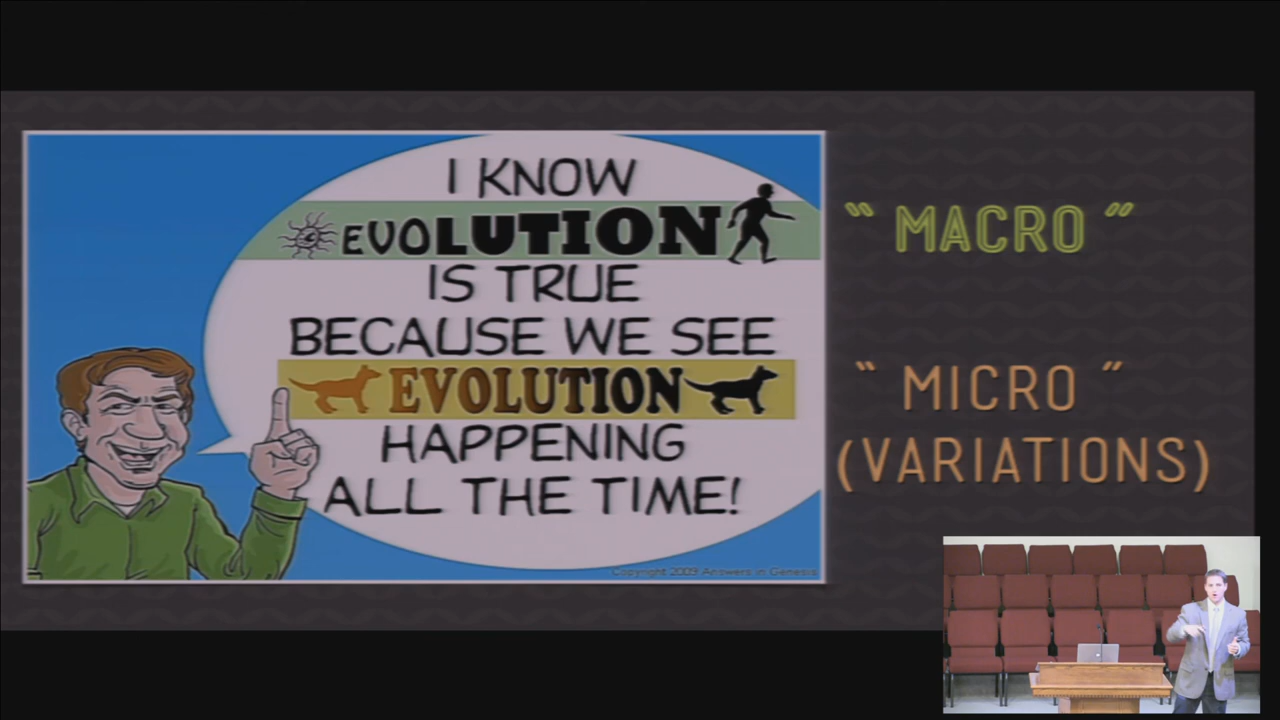 I KNOW
EVOLUTION
IS TRUE
BECAUSE WE SEE
EVOLUTION
HAPPENING
ALL THE TIME!
Copyright 2009 Answers in Genesis
“ MACRO ”
“ MICRO ”
(VARIATIONS)